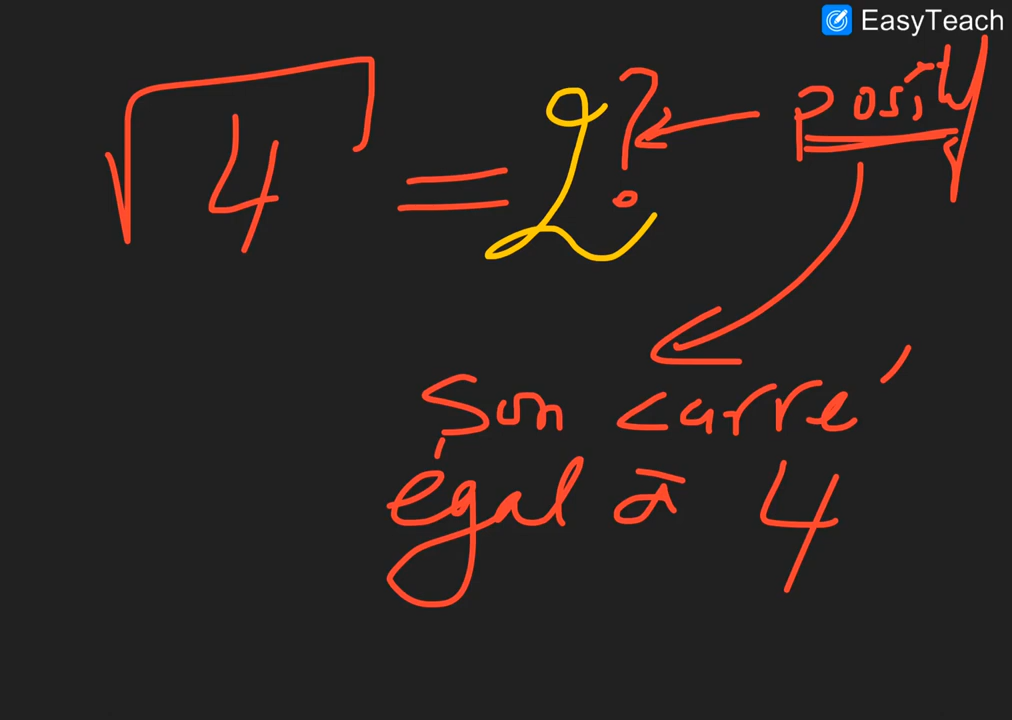 EasyTeach
√4 = 2 ? positif
Son carré
égal à 4